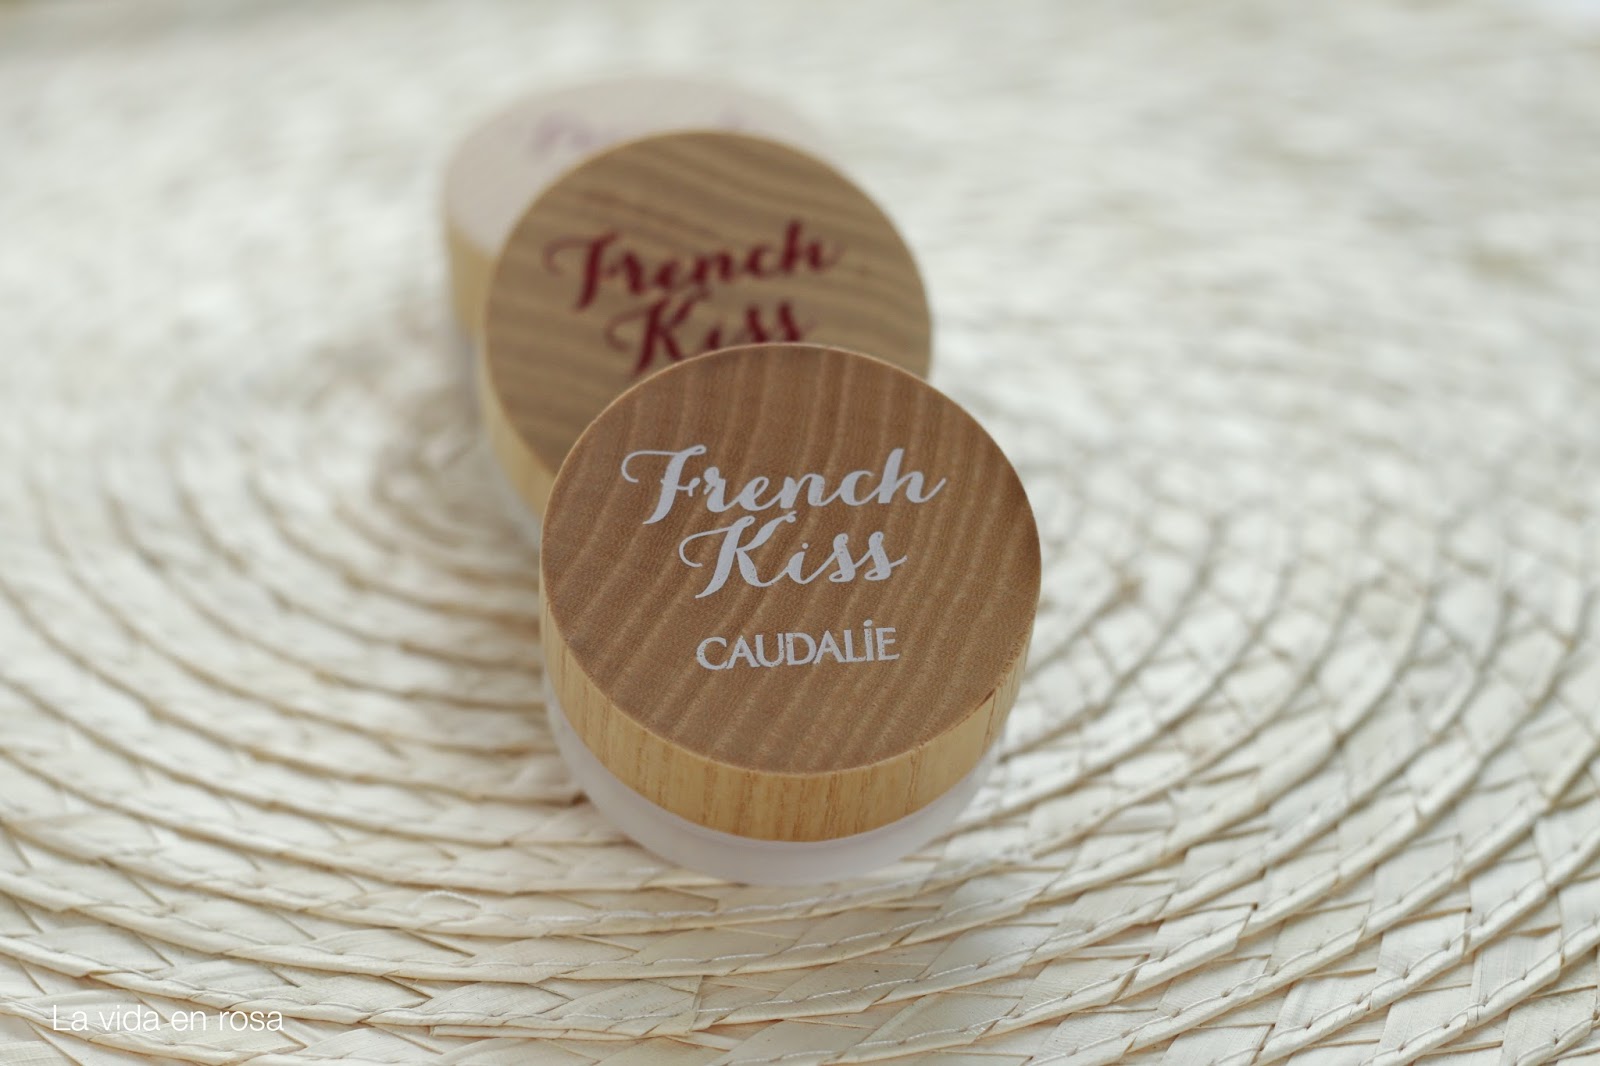 French
Kiss
French
Kiss
CAUDALIE
La vida en rosa